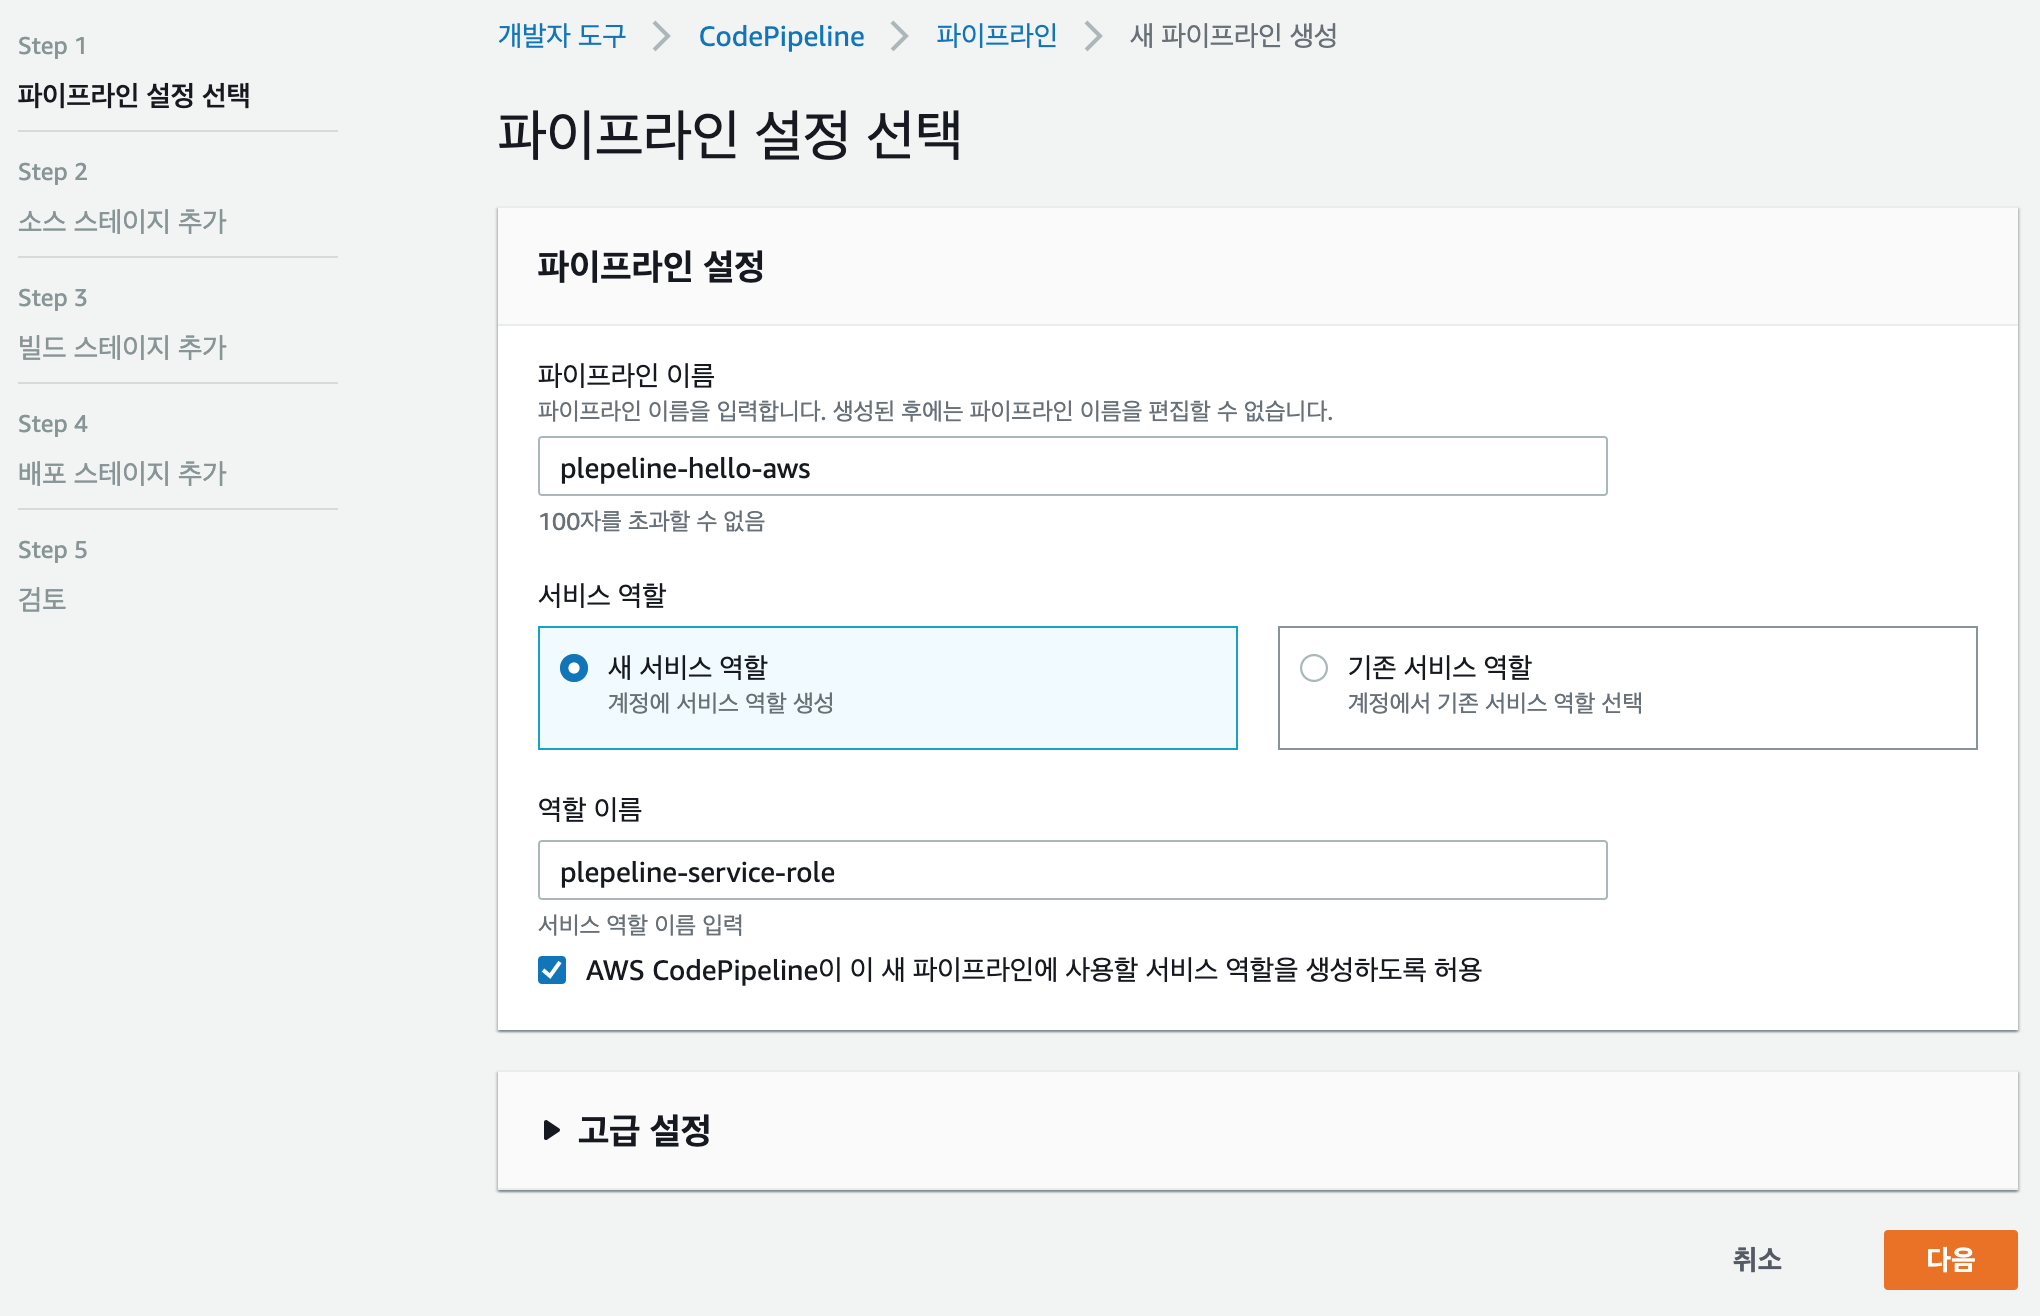 Step 1
파이프라인 설정 선택
Step 2
소스 스테이지 추가
Step 3
빌드 스테이지 추가
Step 4
배포 스테이지 추가
Step 5
검토
개발자 도구 CodePipeline 파이프라인 새 파이프라인 생성
파이프라인 설정 선택
파이프라인 설정
파이프라인 이름
파이프라인 이름을 입력합니다. 생성된 후에는 파이프라인 이름을 편집할 수 없습니다.
plepeline-hello-aws
100자를 초과할 수 없음
서비스 역할
새 서비스 역할
계정에 서비스 역할 생성
기존 서비스 역할
계정에서 기존 서비스 역할 선택
역할 이름
plepeline-service-role
서비스 역할 이름 입력
AWS CodePipeline이 이 새 파이프라인에 사용할 서비스 역할을 생성하도록 허용
고급 설정
취소 다음